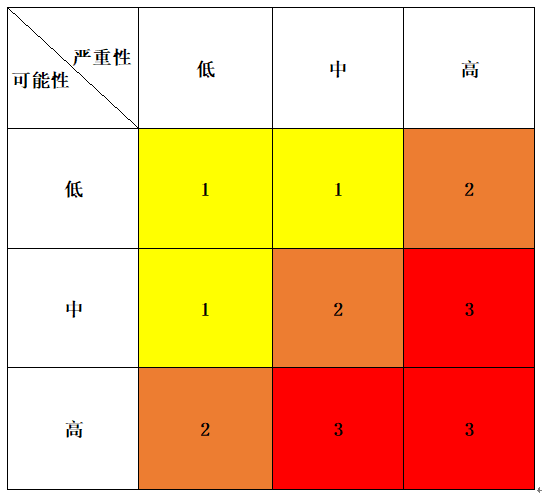 严重性
可能性
低 中 高
低 1 1 2
中 1 2 3
高 2 3 3